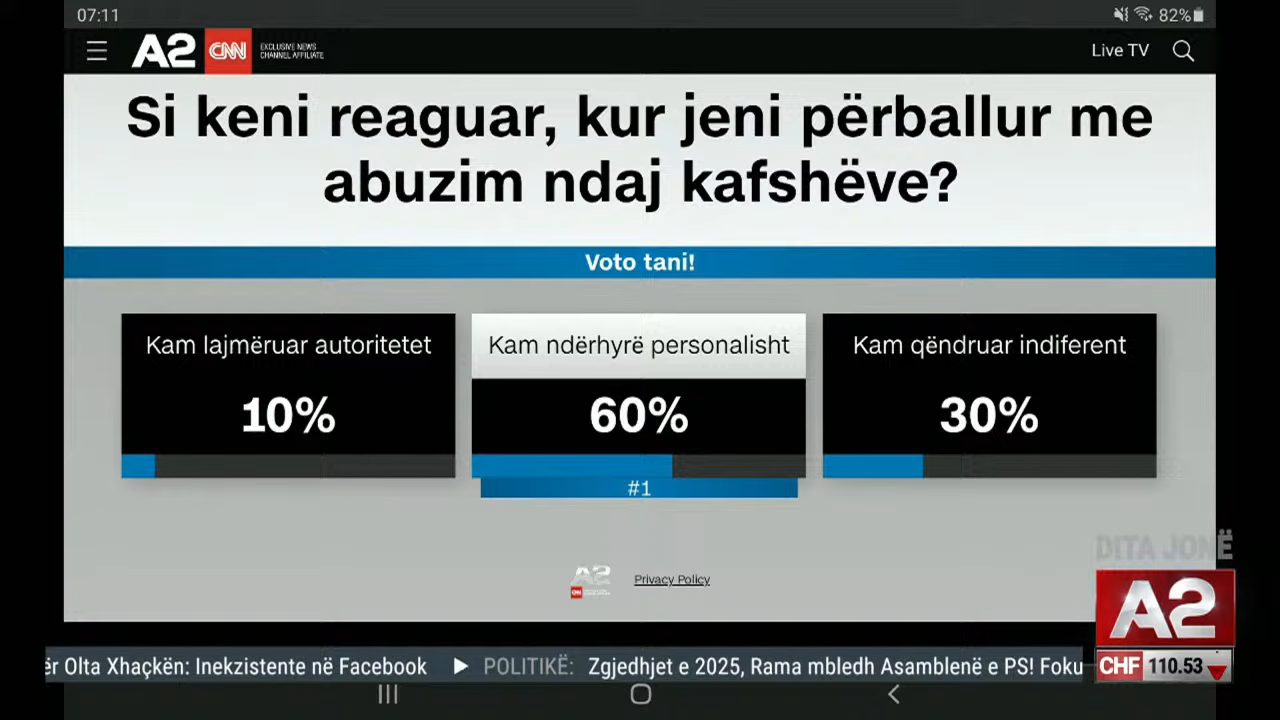 07:11
82%
A2 CNN EXCLUSIVE NEWS
CHANNEL AFFILIATE
Live TV
Si keni reaguar, kur jeni përballur me
abuzim ndaj kafshëve?
Voto tani!
Kam lajmëruar autoritetet
10%
Kam ndërhyrë personalisht
60%
#1
Kam qëndruar indiferent
30%
A2
CNN
Privacy Policy
DITA JONË
A2
CHF 110.53
ër Olta Xhaçkën: Inekzistente në Facebook ▶ POLITIKË: Zgjedhjet e 2025, Rama mbledh Asamblenë e PS! Foku